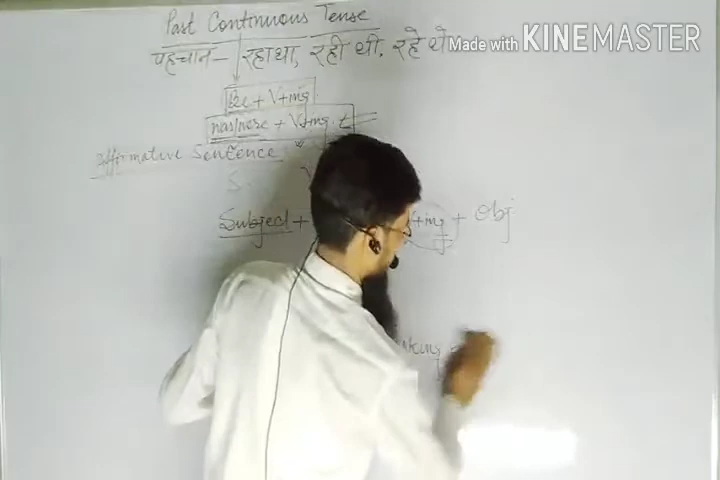 Past Continuous Tense
पहचान- रहा था, रही थी, रहे थे
Made with KINEMASTER
Be + V+ing
was/were + V+ing
Affirmative Sentence
S.
Subject + V+ing + Obj